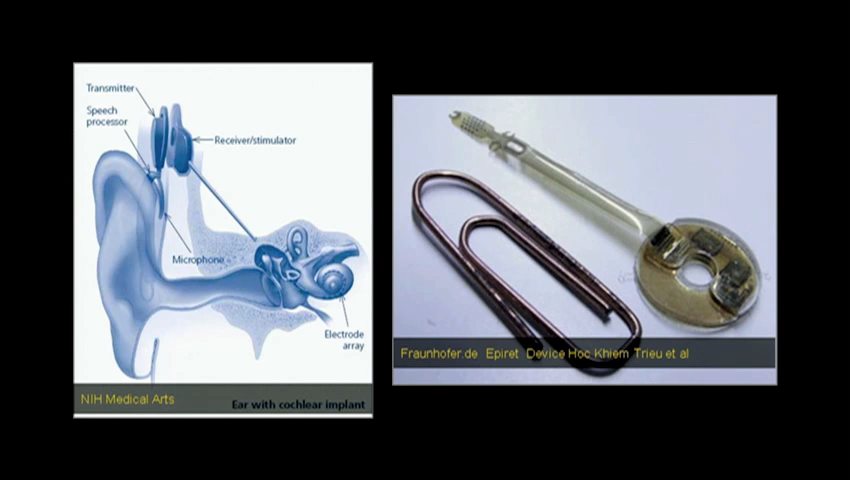 Transmitter
Speech
processor
Receiver/stimulator
Microphone
Electrode
array
NIH Medical Arts
Ear with cochlear implant
Fraunhofer.de Epiret Device Hoc Khiem Trieu et al